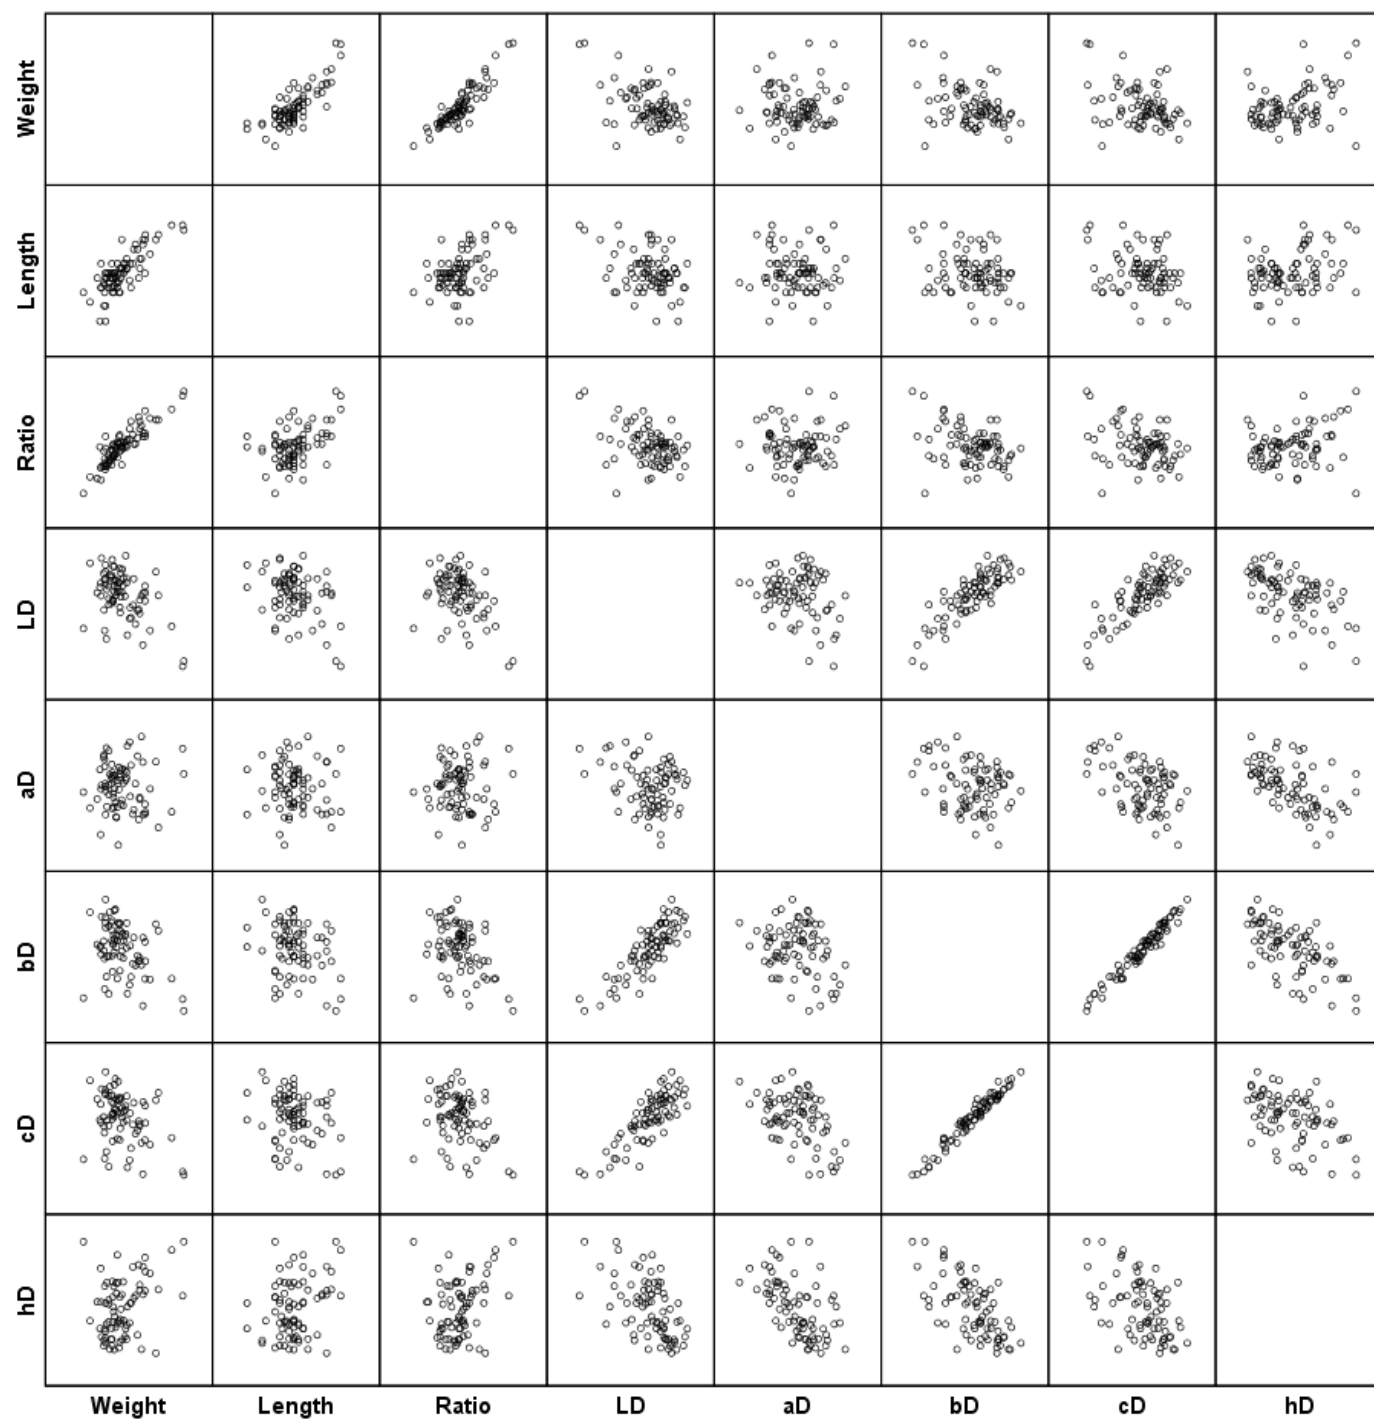 Weight
Length
Ratio
LD
aD
bD
cD
hD
Weight Length Ratio LD aD bD cD hD